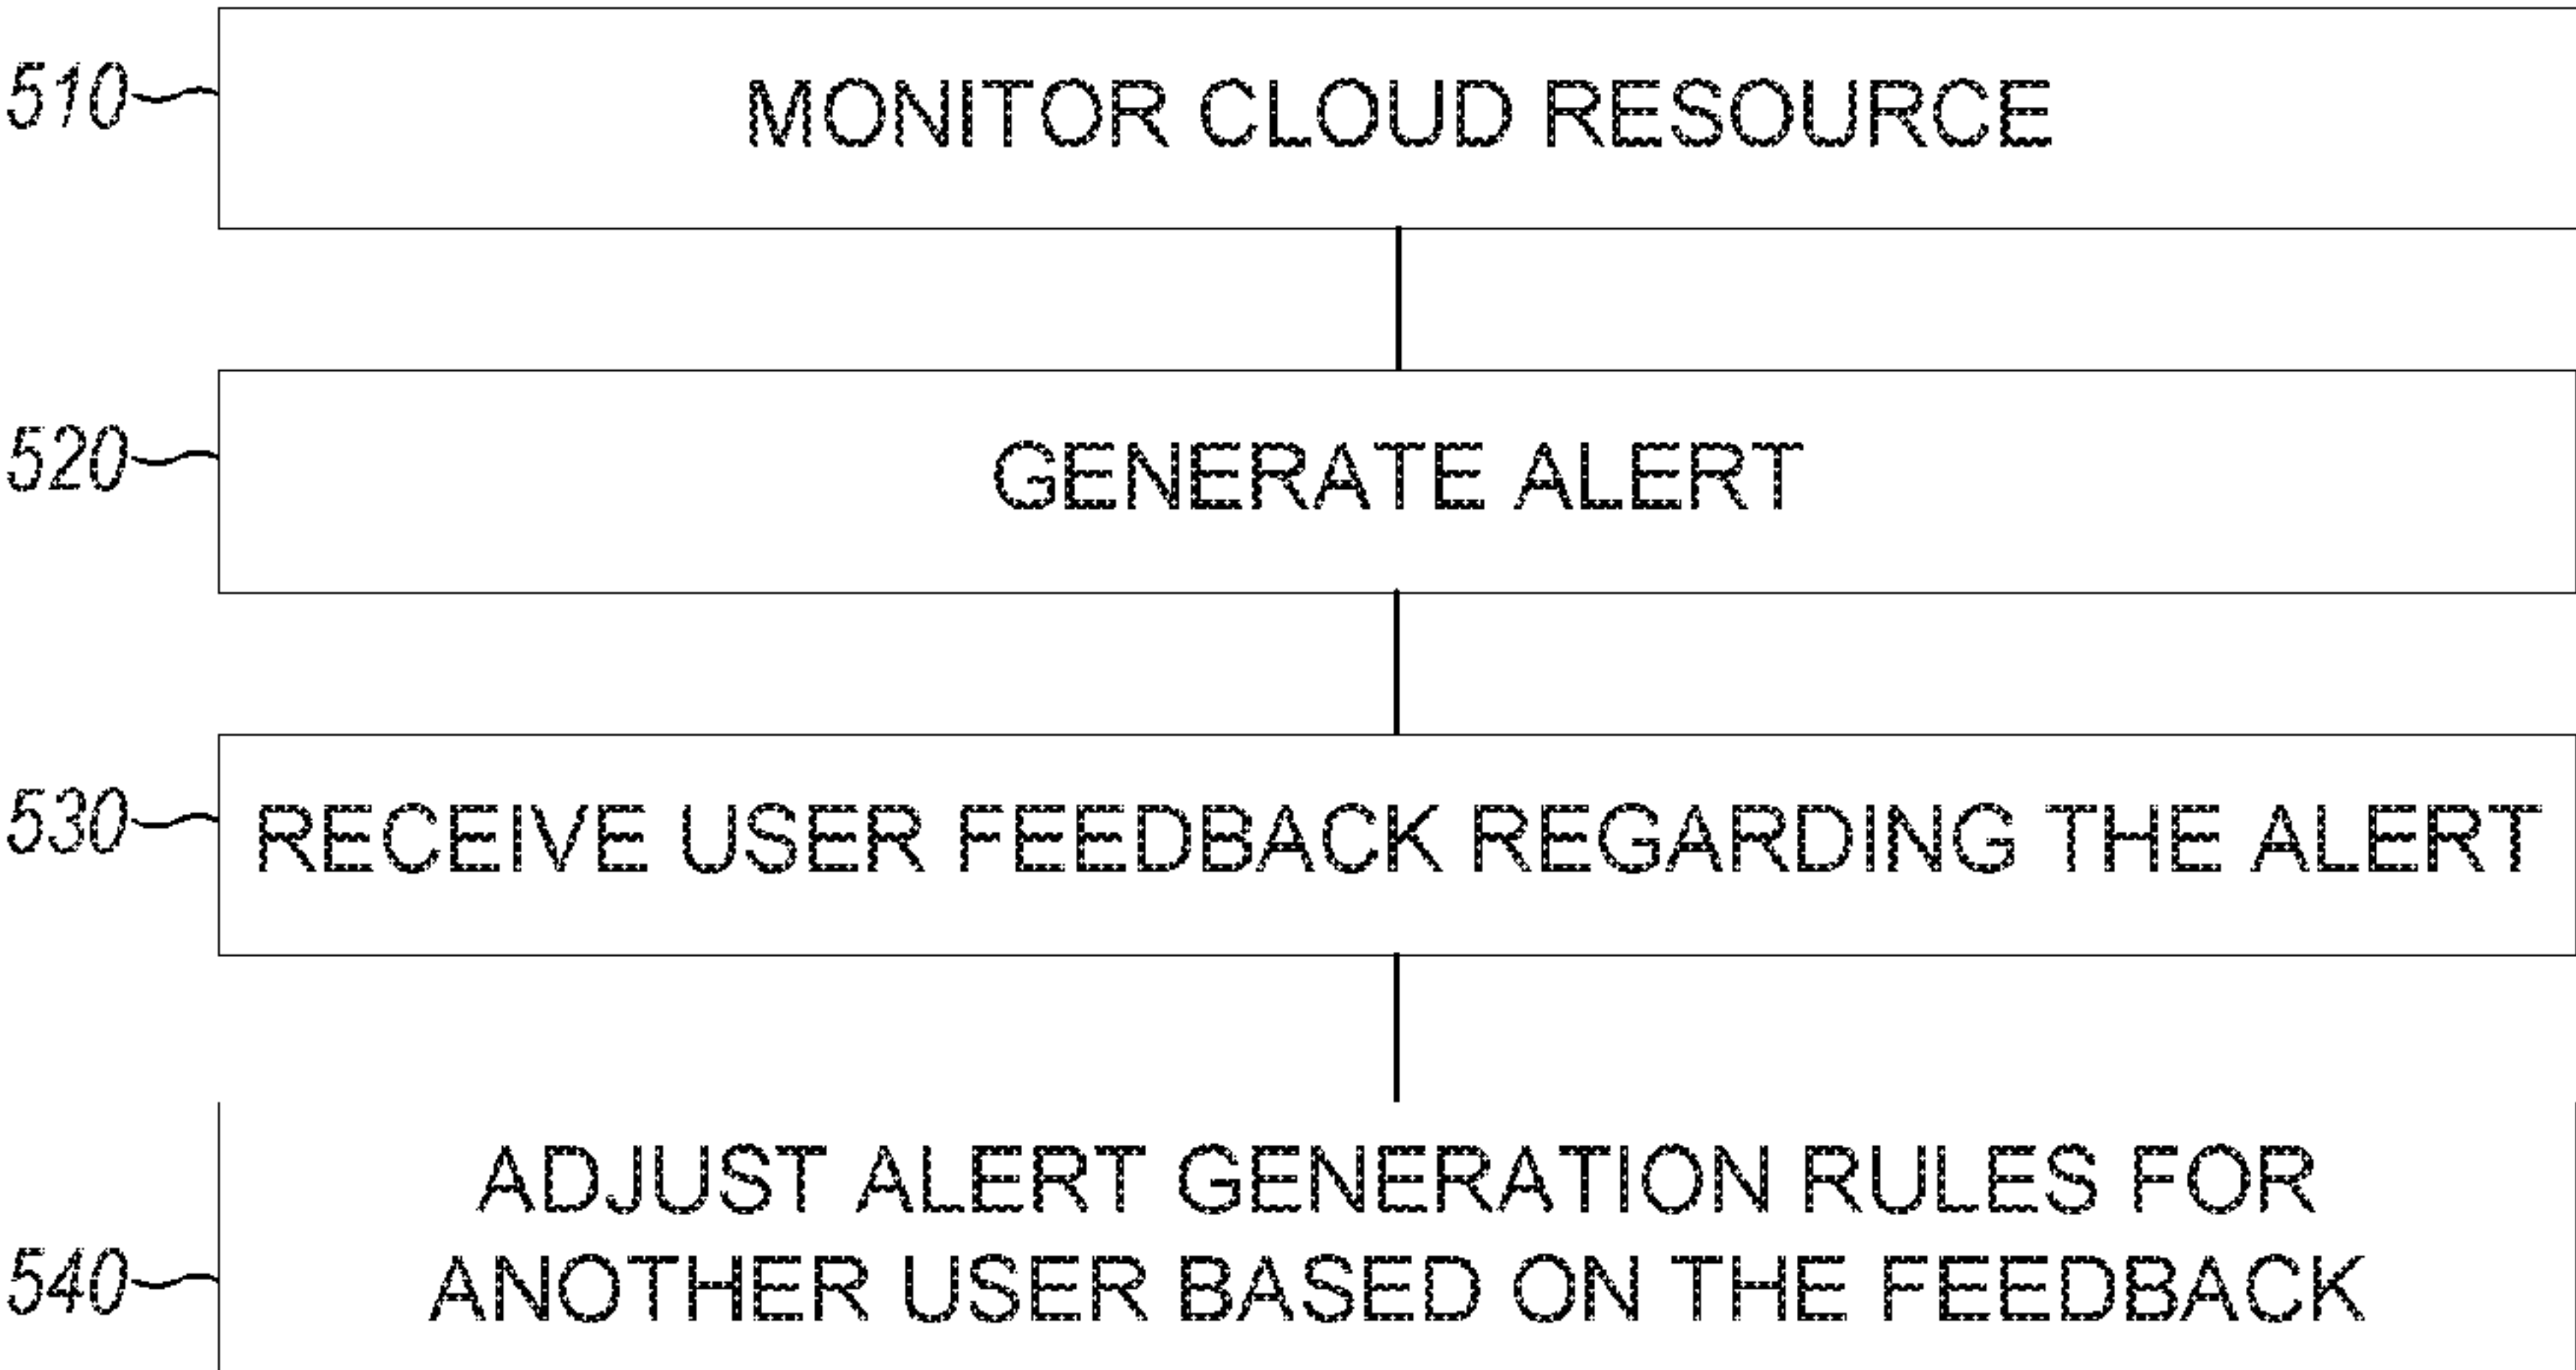 510
MONITOR CLOUD RESOURCE
520
GENERATE ALERT
530
RECEIVE USER FEEDBACK REGARDING THE ALERT
ADJUST ALERT GENERATION RULES FOR
540
ANOTHER USER BASED ON THE FEEDBACK